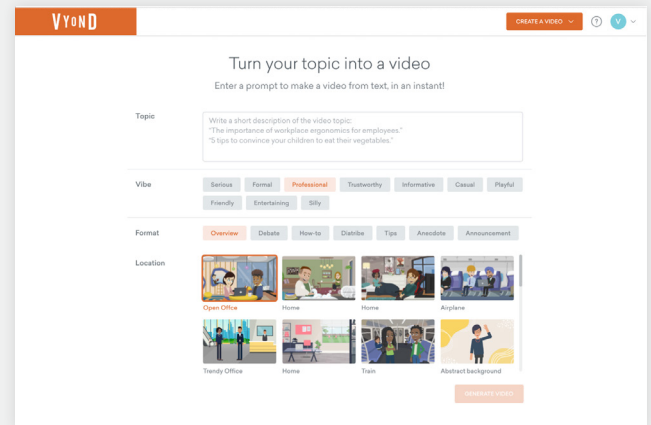 VYOND
CREATE A VIDEO
?
V
Turn your topic into a video
Enter a prompt to make a video from text, in an instant!
Topic
Write a short description of the video topic:
"The importance of workplace ergonomics for employees."
"5 tips to convince your children to eat their vegetables."
Vibe
Serious Formal Professional Trustworthy Informative Casual Playful
Friendly Entertaining Silly
Format
Overview Debate How-to Diatribe Tips Anecdote Announcement
Location
Open Office Home Home Airplane
Trendy Office Home Train Abstract background
GENERATE VIDEO